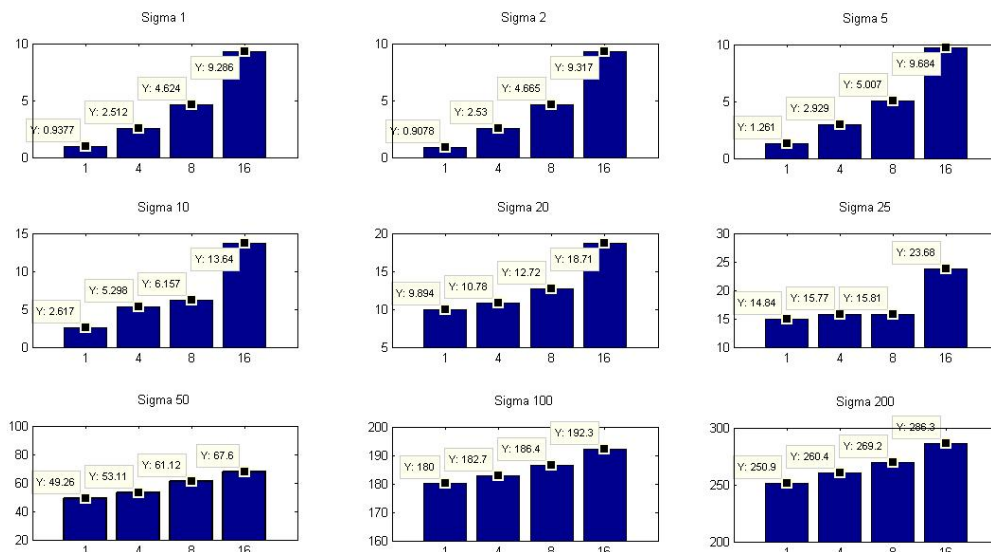 Sigma 1
10
5
0
Y: 0.9377
Y: 2.512
Y: 4.624
Y: 9.286
1 4 8 16
Sigma 2
10
5
0
Y: 0.9078
Y: 2.53
Y: 4.665
Y: 9.317
1 4 8 16
Sigma 5
10
5
0
Y: 1.261
Y: 2.929
Y: 5.007
Y: 9.684
1 4 8 16
Sigma 10
15
10
5
0
Y: 2.617
Y: 5.298
Y: 6.157
Y: 13.64
1 4 8 16
Sigma 20
20
15
10
5
Y: 9.894
Y: 10.78
Y: 12.72
Y: 18.71
1 4 8 16
Sigma 25
30
25
20
15
10
Y: 14.84
Y: 15.77
Y: 15.81
Y: 23.68
1 4 8 16
Sigma 50
100
80
60
40
20
Y: 49.26
Y: 53.11
Y: 61.12
Y: 67.6
1 4 8 16
Sigma 100
200
190
180
170
160
Y: 180
Y: 182.7
Y: 186.4
Y: 192.3
1 4 8 16
Sigma 200
300
250
200
Y: 250.9
Y: 260.4
Y: 269.2
Y: 286.3
1 4 8 16